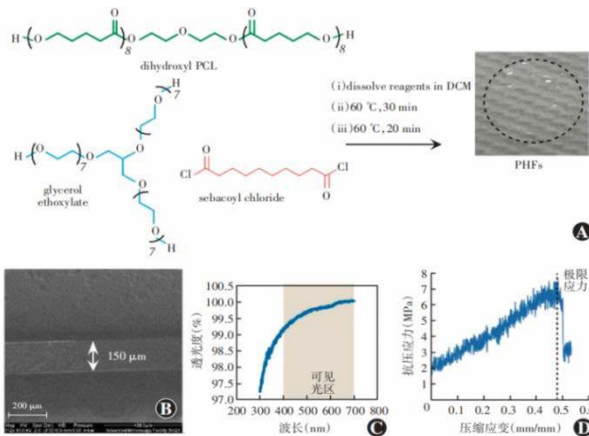 H
O
O
8
O
O
O
O
O
8
H
dihydroxyl PCL
H
7
O
O
H
O
7
O
O
O
O
O
7
H
glycerol
ethoxylate
O
Cl
Cl
O
sebacoyl chloride
(i)dissolve reagents in DCM
(ii)60 ℃,30 min
(iii)60 ℃,20 min
PHFs
A
150 μm
200 μm
B
透光度(%)
100.5
100.0
99.5
99.0
98.5
98.0
97.5
97.0
可见
光区
200 300 400 500 600 700 800
波长(nm)
C
抗压应力(MPa)
8
7
6
5
4
3
2
1
0
极限
应力
0.0 0.1 0.2 0.3 0.4 0.5 0.6
压缩应变(mm/mm)
D